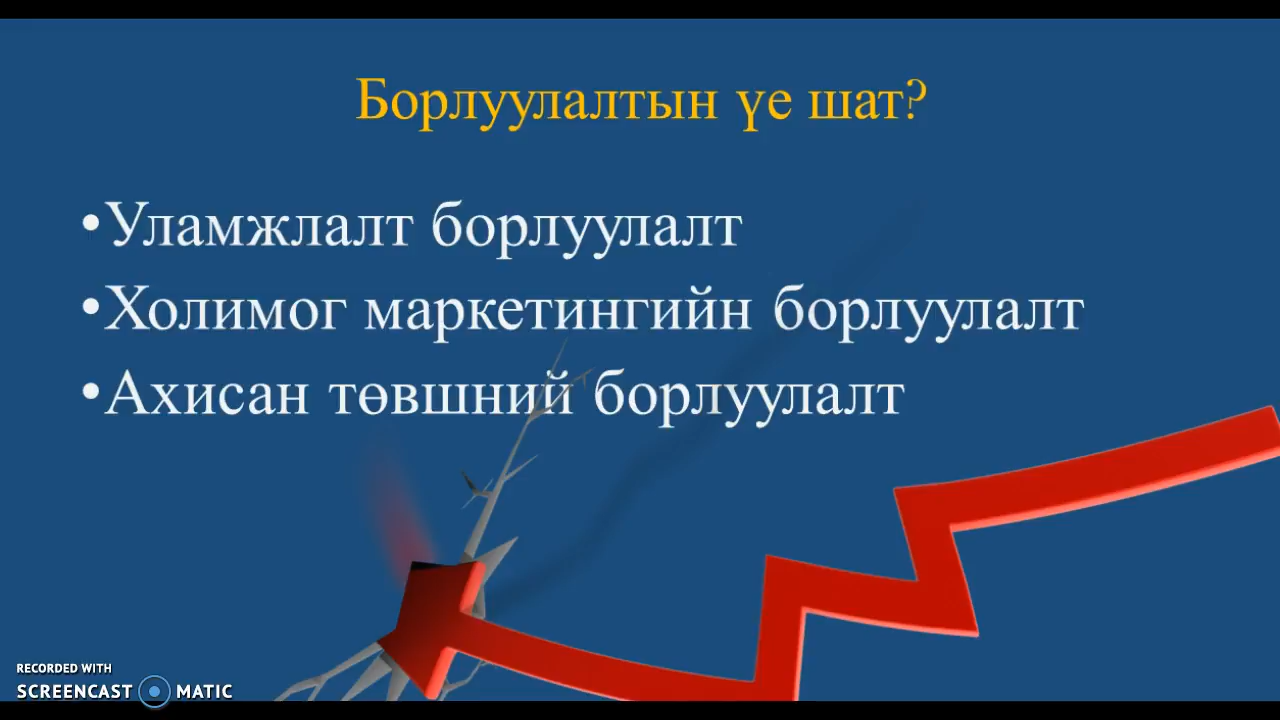 Борлуулалтын үе шат?
•Уламжлалт борлуулалт
•Холимог маркетингийн борлуулалт
•Ахисан төвшний борлуулалт
RECORDED WITH
SCREENCAST MATIC